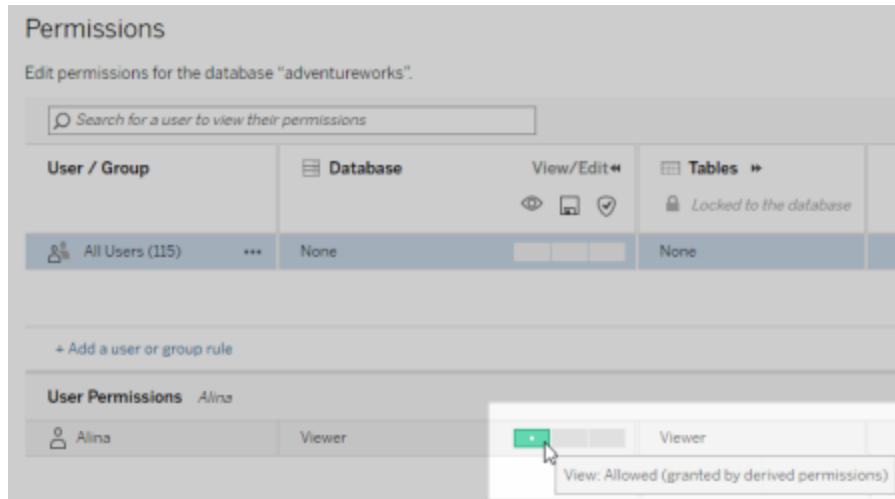 Permissions
Edit permissions for the database "adventureworks".
Search for a user to view their permissions
User / Group
Database
View/Edit
Tables
Locked to the database
All Users (115)
None
None
+ Add a user or group rule
User Permissions Alina
Alina
Viewer
Viewer
View: Allowed (granted by derived permissions)